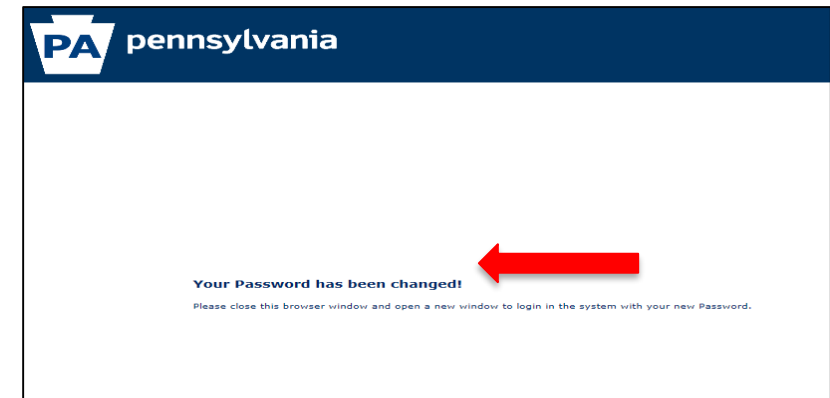 PA pennsylvania
Your Password has been changed!
Please close this browser window and open a new window to login in the system with your new Password.